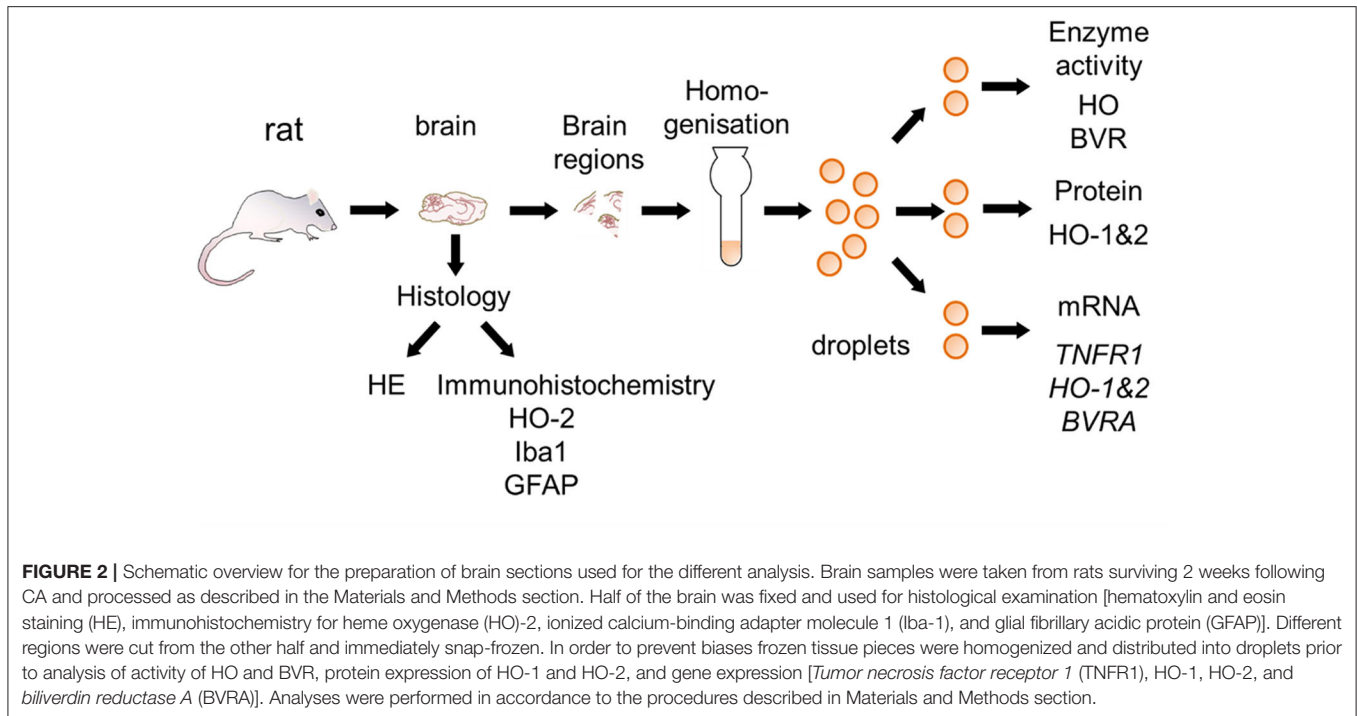 rat
brain
Brain
regions
Homo-
genisation
droplets
Enzyme
activity
HO
BVR
Protein
HO-1&2
mRNA
TNFR1
HO-1&2
BVRA
Histology
HE
Immunohistochemistry
HO-2
Iba1
GFAP
FIGURE 2 | Schematic overview for the preparation of brain sections used for the different analysis. Brain samples were taken from rats surviving 2 weeks following
CA and processed as described in the Materials and Methods section. Half of the brain was fixed and used for histological examination [hematoxylin and eosin
staining (HE), immunohistochemistry for heme oxygenase (HO)-2, ionized calcium-binding adapter molecule 1 (Iba-1), and glial fibrillary acidic protein (GFAP)]. Different
regions were cut from the other half and immediately snap-frozen. In order to prevent biases frozen tissue pieces were homogenized and distributed into droplets prior
to analysis of activity of HO and BVR, protein expression of HO-1 and HO-2, and gene expression [Tumor necrosis factor receptor 1 (TNFR1), HO-1, HO-2, and
biliverdin reductase A (BVRA)]. Analyses were performed in accordance to the procedures described in Materials and Methods section.